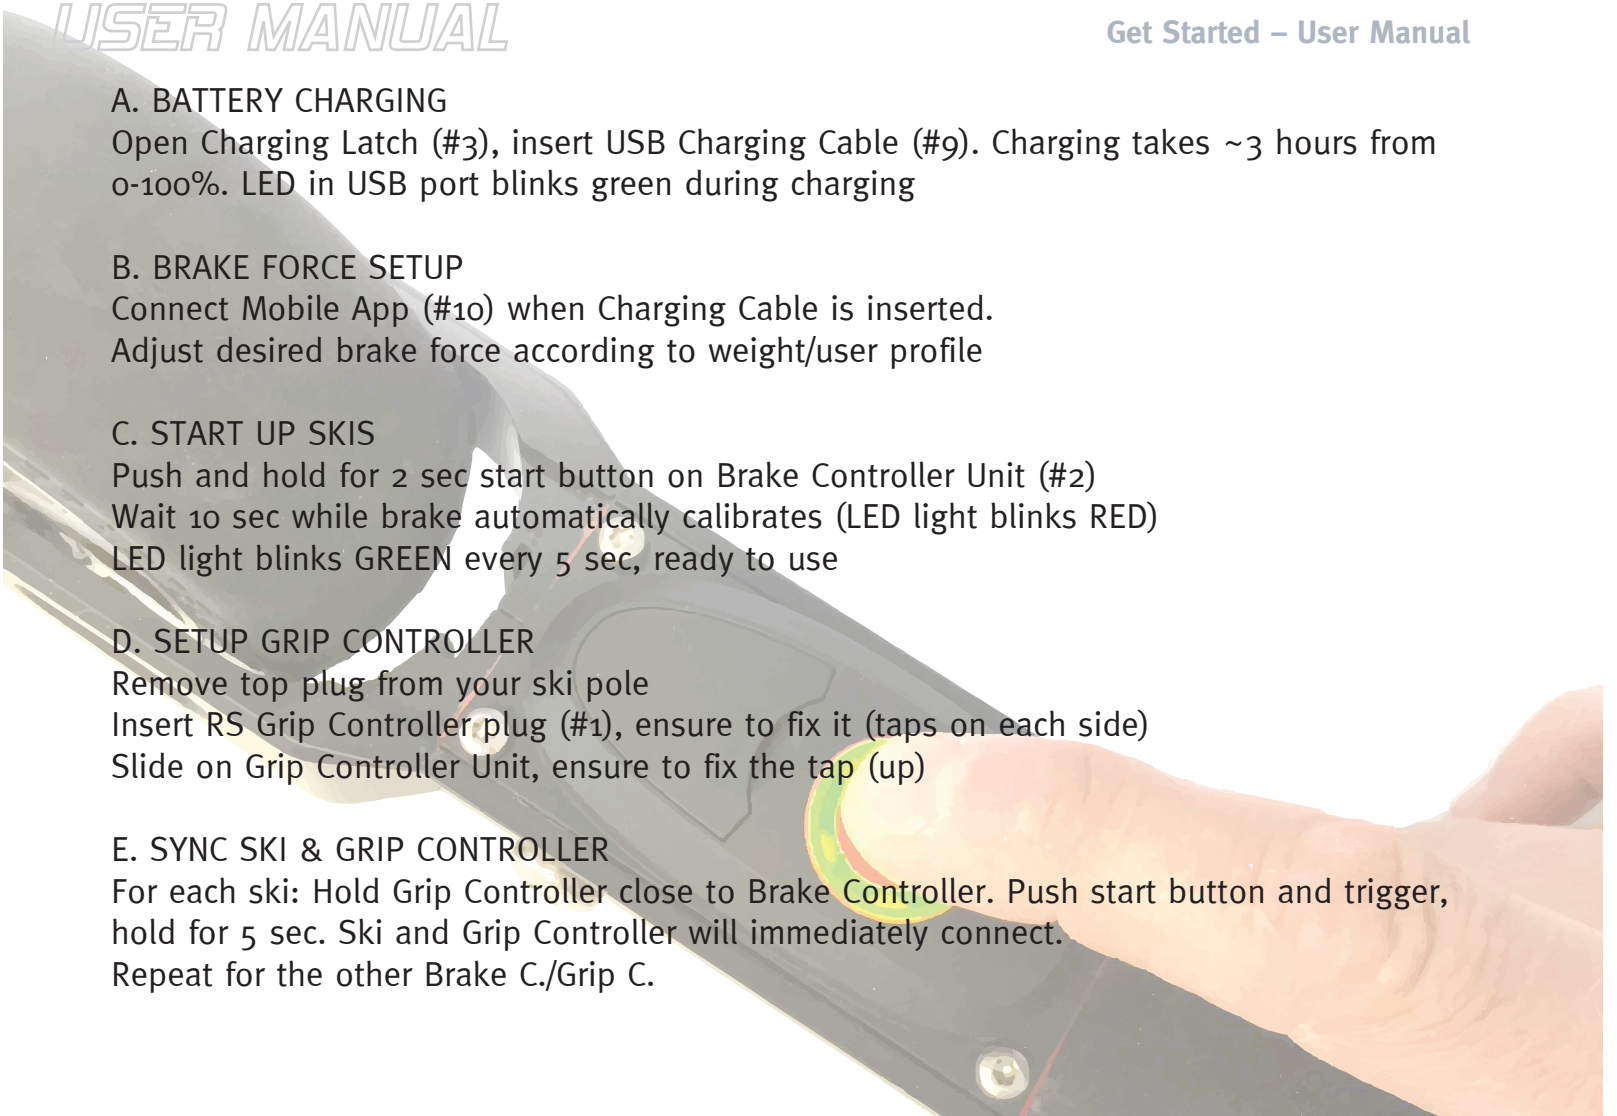 USER MANUAL
Get Started – User Manual
A. BATTERY CHARGING
Open Charging Latch (#3), insert USB Charging Cable (#9). Charging takes ~3 hours from
0-100%. LED in USB port blinks green during charging
B. BRAKE FORCE SETUP
Connect Mobile App (#10) when Charging Cable is inserted.
Adjust desired brake force according to weight/user profile
C. START UP SKIS
Push and hold for 2 sec start button on Brake Controller Unit (#2)
Wait 10 sec while brake automatically calibrates (LED light blinks RED)
LED light blinks GREEN every 5 sec, ready to use
D. SETUP GRIP CONTROLLER
Remove top plug from your ski pole
Insert RS Grip Controller plug (#1), ensure to fix it (taps on each side)
Slide on Grip Controller Unit, ensure to fix the tap (up)
E. SYNC SKI & GRIP CONTROLLER
For each ski: Hold Grip Controller close to Brake Controller. Push start button and trigger,
hold for 5 sec. Ski and Grip Controller will immediately connect.
Repeat for the other Brake C./Grip C.